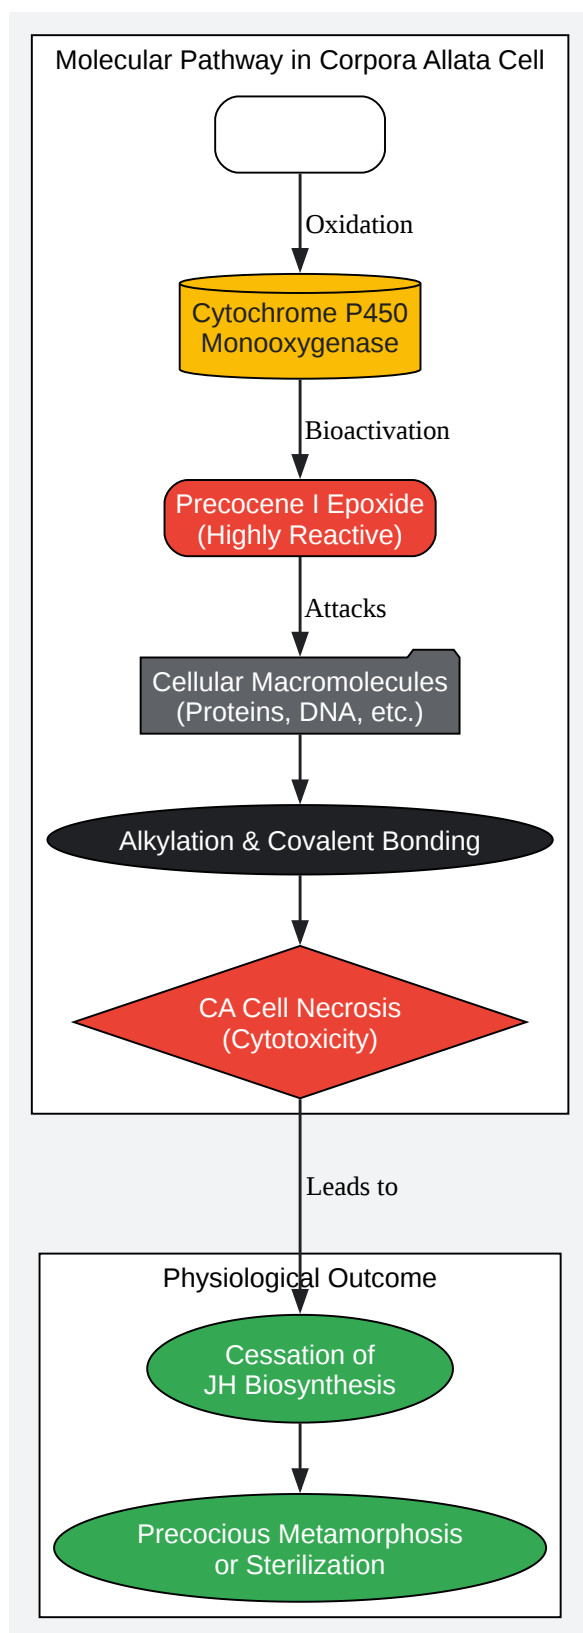 Molecular Pathway in Corpora Allata Cell
Oxidation
Cytochrome P450
Monooxygenase
Bioactivation
Precocene I Epoxide
(Highly Reactive)
Attacks
Cellular Macromolecules
(Proteins, DNA, etc.)
Alkylation & Covalent Bonding
CA Cell Necrosis
(Cytotoxicity)
Leads to
Physiological Outcome
Cessation of
JH Biosynthesis
Precocious Metamorphosis
or Sterilization